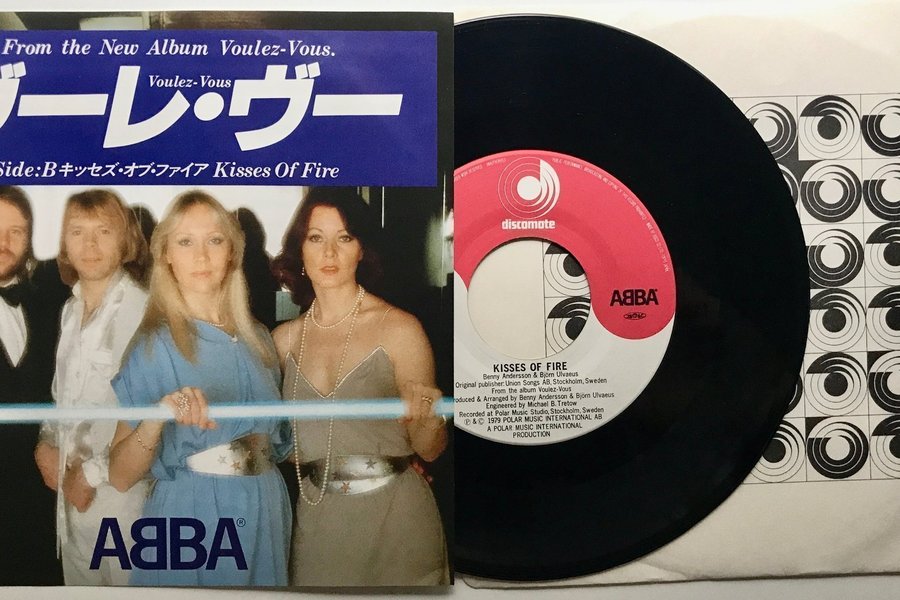 From the New Album Voulez-Vous.
Voulez-Vous
ヴーレ・ヴー
Side:B キッセズ・オブ・ファイア Kisses Of Fire
ABBA®
discomate
ABBA
KISSES OF FIRE
Benny Andersson & Björn Ulvaeus
Original publisher: Union Songs AB, Stockholm, Sweden
From the album Voulez-Vous
Produced & Arranged by Benny Andersson & Björn Ulvaeus
Engineered by Michael B. Tretow
Recorded at Polar Music Studio, Stockholm, Sweden
℗ & © 1979 POLAR MUSIC INTERNATIONAL AB
A POLAR MUSIC INTERNATIONAL
PRODUCTION